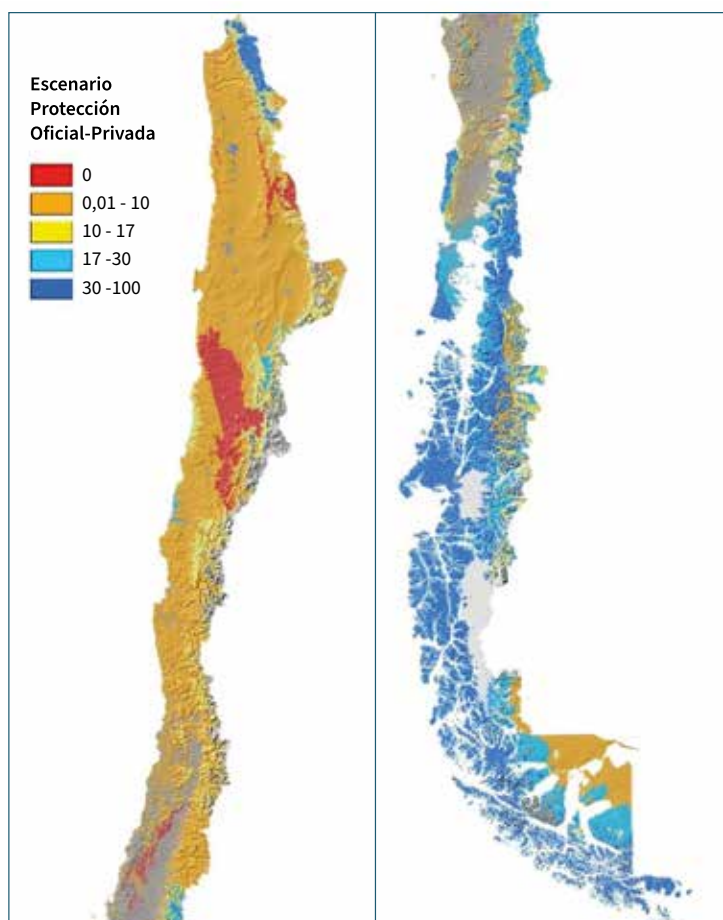 Escenario
Protección
Oficial-Privada
0
0,01 - 10
10 - 17
17 -30
30 -100